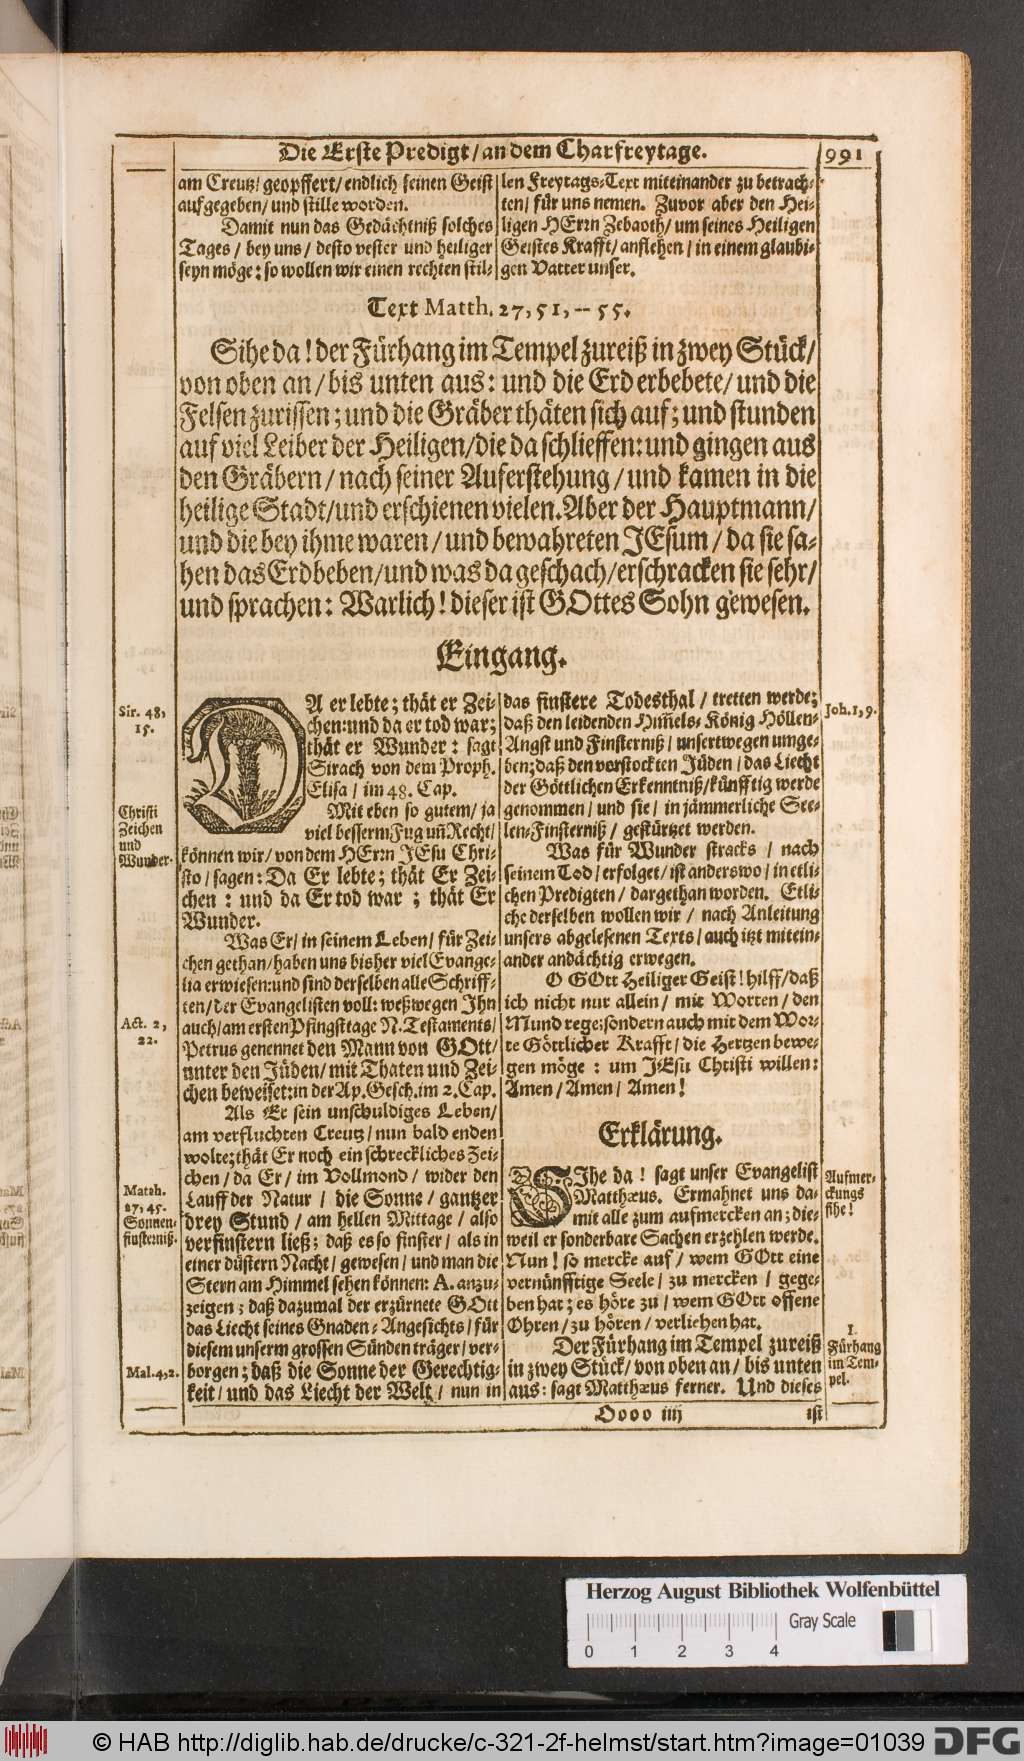 Die Erste Predigt/ an dem Charfreytage.
991
am Creutz/ geopffert/ endlich seinen Geist
aufgegeben/ und stille worden.
Damit nun das Gedächtniß solches
Tages/ bey uns/ desto vester und heiliger
seyn möge: so wollen wir einen rechten stil-
len Freytags-Text miteinander zu betrach-
ten/ für uns nemen. Zuvor aber den Hei-
ligen HErrn Zebaoth/ um seines Heiligen
Geistes Krafft/ anflehen/ in einem glaubi-
gen Vatter unser.
Text Matth. 27, 51, -- 55.
Sihe da! der Fürhang im Tempel zureiß in zwey Stück/
von oben an/ bis unten aus: und die Erd erbebete/ und die
Felsen zurissen; und die Gräber thäten sich auf; und stunden
auf viel Leiber der Heiligen/ die da schlieffen: und gingen aus
den Gräbern/ nach seiner Auferstehung/ und kamen in die
heilige Stadt/ und erschienen vielen. Aber der Hauptmann/
und die bey ihme waren/ und bewahreten JEsum/ da sie sa-
hen das Erdbeben/ und was da geschach/ erschracken sie sehr/
und sprachen: Warlich! dieser ist GOttes Sohn gewesen.
Eingang.
Sir. 48,
15.
DA er lebte; thät er Zei-
chen: und da er tod war;
thät er Wunder: sagt
Sirach von dem Proph.
Elisa/ im 48. Cap.
Christi
Zeichen
und
Wunder.
Mit eben so gutem/ ja
viel besserm Fug uñ Recht/
können wir/ von dem HErrn JEsu Chri-
sto/ sagen: Da Er lebte; thät Er Zei-
chen: und da Er tod war; thät Er
Wunder.
Was Er/ in seinem Leben/ für Zei-
chen gethan/ haben uns bisher viel Evange-
lia erwiesen: und sind derselben alle Schriff-
ten/ der Evangelisten voll: weßwegen Ihn
Act. 2,
22.
auch/ am ersten Pfingsttage N. Testaments/
Petrus genennet den Mann von GOtt/
unter den Jüden/ mit Thaten und Zei-
chen beweiset: in der Ap. Gesch. im 2. Cap.
Als Er sein unschuldiges Leben/
am verfluchten Creutz/ nun bald enden
wolte; thät Er noch ein schreckliches Zei-
chen/ da Er/ im Vollmond/ wider den
Matth.
27, 45.
Sonnen-
finsterniß.
Lauff der Natur/ die Sonne/ gantzer
drey Stund/ am hellen Mittage/ also
verfinstern ließ; daß es so finster/ als in
einer düstern Nacht/ gewesen/ und man die
Stern am Himmel sehen können: A. anzu-
zeigen; daß dazumal der erzürnete GOtt
das Liecht seines Gnaden-Angesichts/ für
diesem unserm grossen Sünden träger/ ver-
Mal. 4, 2.
borgen; daß die Sonne der Gerechtig-
keit/ und das Liecht der Welt/ nun in
das finstere Todesthal/ tretten werde;
Joh. 1, 9.
daß den leidenden Him̃els-König Höllen-
Angst und Finsterniß/ unsertwegen umge-
ben; daß den verstockten Jüden/ das Liecht
der Göttlichen Erkenntniß/ künfftig werde
genommen/ und sie/ in jämmerliche See-
len-Finsterniß/ gestürtzet werden.
Was für Wunder stracks/ nach
seinem Tod/ erfolget/ ist anderswo/ in etli-
chen Predigten/ dargethan worden. Etli-
che derselben wollen wir/ nach Anleitung
unsers abgelesenen Texts/ auch itzt mitein-
ander andächtig erwegen.
O GOtt Heiliger Geist! hilff/ daß
ich nicht nur allein/ mit Worten/ den
Mund rege: sondern auch mit dem Wor-
te Göttlicher Krafft/ die Hertzen bewe-
gen möge: um JEsu Christi willen:
Amen/ Amen/ Amen!
Erklärung.
Aufmer-
ckungs
sihe!
SIhe da! sagt unser Evangelist
Matthæus. Ermahnet uns da-
mit alle zum aufmercken an; die-
weil er sonderbare Sachen erzehlen werde.
Nun! so mercke auf/ wem GOtt eine
vernünfftige Seele/ zu mercken/ gege-
ben hat; es höre zu/ wem GOtt offene
Ohren/ zu hören/ verliehen hat.
I.
Fürhang
im Tem-
pel.
Der Fürhang im Tempel zureiß
in zwey Stück/ von oben an/ bis unten
aus: sagt Matthæus ferner. Und dieses
Oooo iiij
ist
Herzog August Bibliothek Wolfenbüttel
Gray Scale
0 1 2 3 4
© HAB http://diglib.hab.de/drucke/c-321-2f-helmst/start.htm?image=01039
DFG